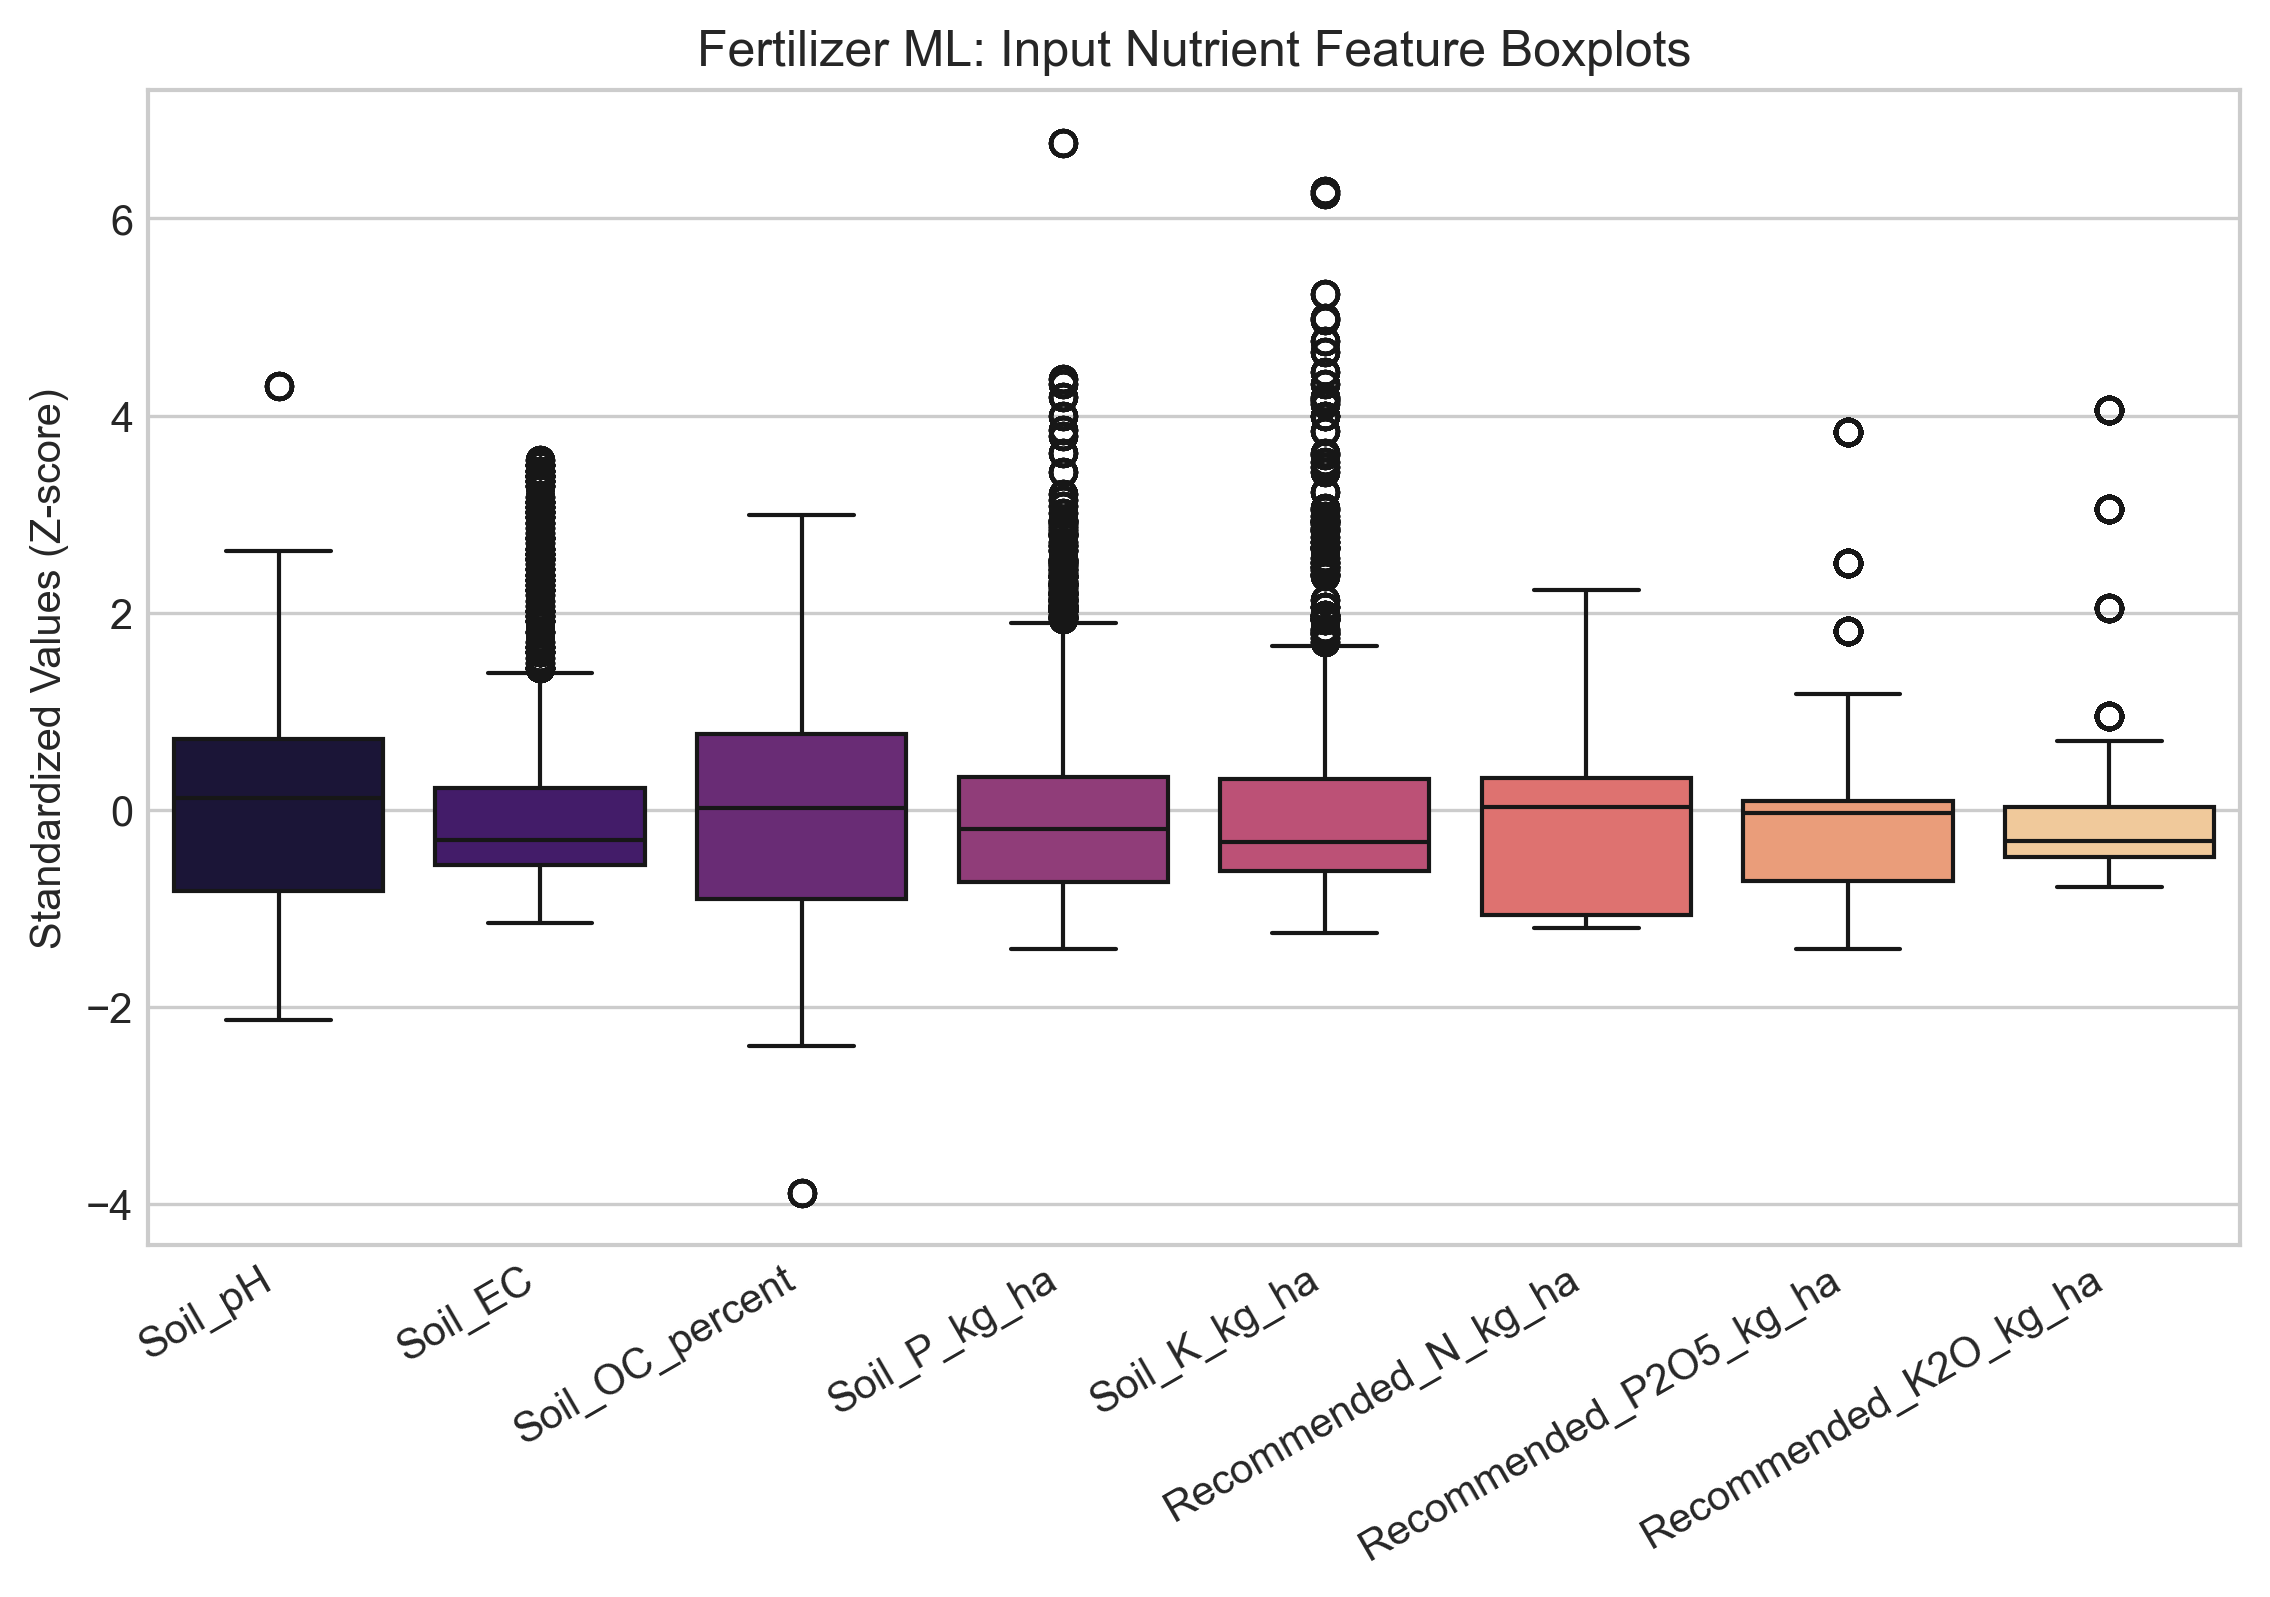 Fertilizer ML: Input Nutrient Feature Boxplots
Standardized Values (Z-score)
6
4
2
0
−2
−4
Soil_pH
Soil_EC
Soil_OC_percent
Soil_P_kg_ha
Soil_K_kg_ha
Recommended_N_kg_ha
Recommended_P2O5_kg_ha
Recommended_K2O_kg_ha